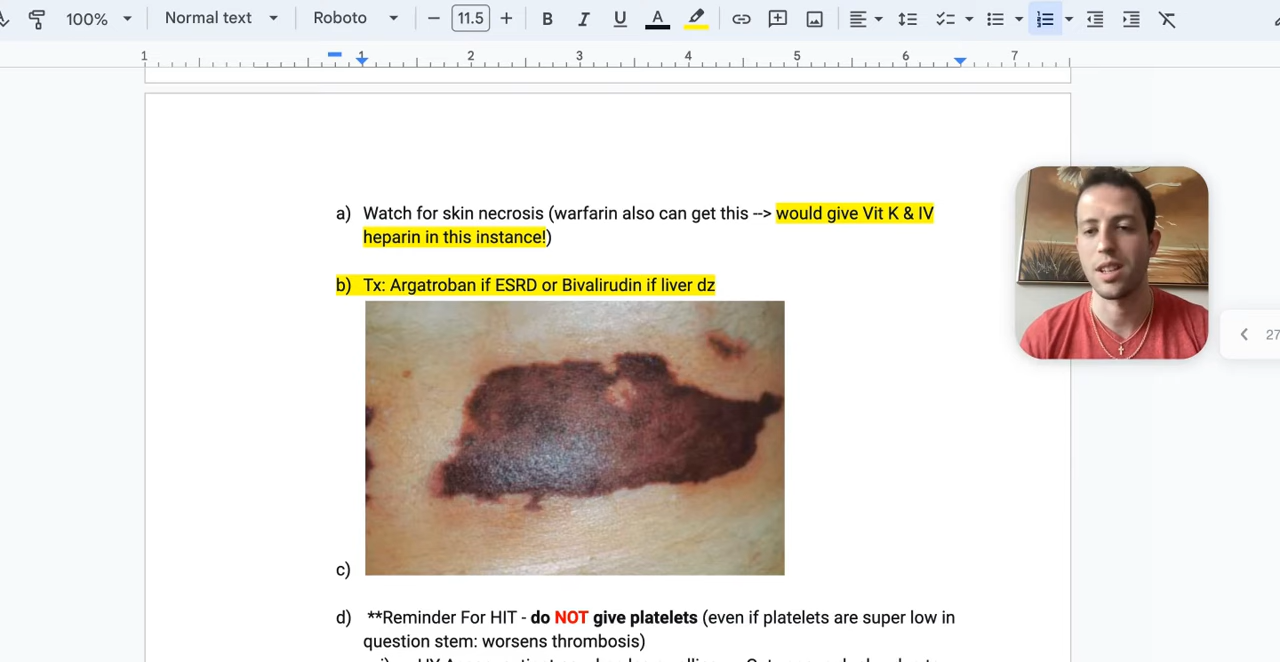 100% Normal text Roboto − 11.5 + B I U A
1 1 2 3 4 5 6 7
a) Watch for skin necrosis (warfarin also can get this --> would give Vit K & IV
heparin in this instance!)
b) Tx: Argatroban if ESRD or Bivalirudin if liver dz
27
c)
d) **Reminder For HIT - do NOT give platelets (even if platelets are super low in
question stem: worsens thrombosis)